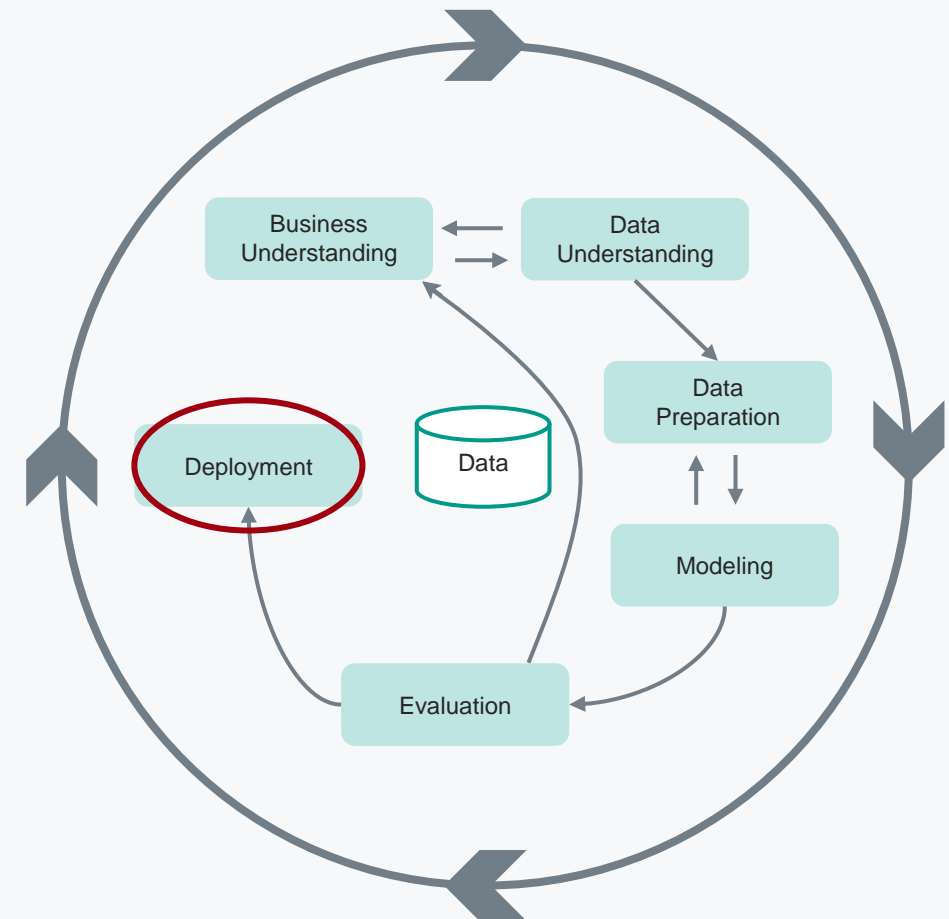 Business
Understanding
Data
Understanding
Data
Preparation
Deployment
Data
Modeling
Evaluation